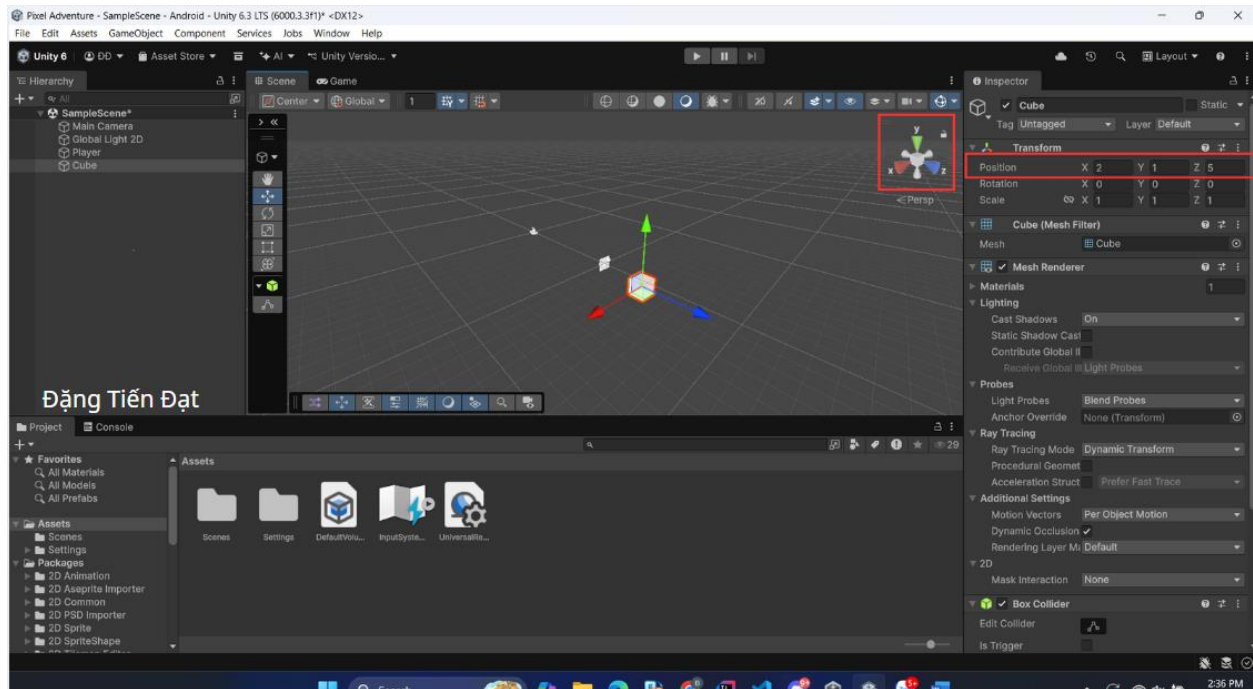 Pixel Adventure - SampleScene - Android - Unity 6.3 LTS (6000.3.3f1)* <DX12>
File Edit Assets GameObject Component Services Jobs Window Help
Unity 6 ĐD Asset Store AI Unity Versio... Layout
Hierarchy
All
SampleScene*
Main Camera
Global Light 2D
Player
Cube
Scene Game
Center Global 1 2D
y
x z
Persp
Inspector
Cube Static
Tag Untagged Layer Default
Transform
Position X 2 Y 1 Z 5
Rotation X 0 Y 0 Z 0
Scale X 1 Y 1 Z 1
Cube (Mesh Filter)
Mesh Cube
Mesh Renderer
Materials 1
Lighting
Cast Shadows On
Static Shadow Cast
Contribute Global Il
Receive Global Ill Light Probes
Probes
Light Probes Blend Probes
Anchor Override None (Transform)
Ray Tracing
Ray Tracing Mode Dynamic Transform
Procedural Geomet
Acceleration Struct Prefer Fast Trace
Additional Settings
Motion Vectors Per Object Motion
Dynamic Occlusion
Rendering Layer Ma Default
2D
Mask Interaction None
Box Collider
Edit Collider
Is Trigger
Đặng Tiến Đạt
Project Console
29
Favorites
All Materials
All Models
All Prefabs
Assets
Scenes
Settings
Packages
2D Animation
2D Aseprite Importer
2D Common
2D PSD Importer
2D Sprite
2D SpriteShape
2D Tilemap Editor
Assets
Scenes Settings DefaultVolu... InputSyste... UniversalRe...
2:36 PM